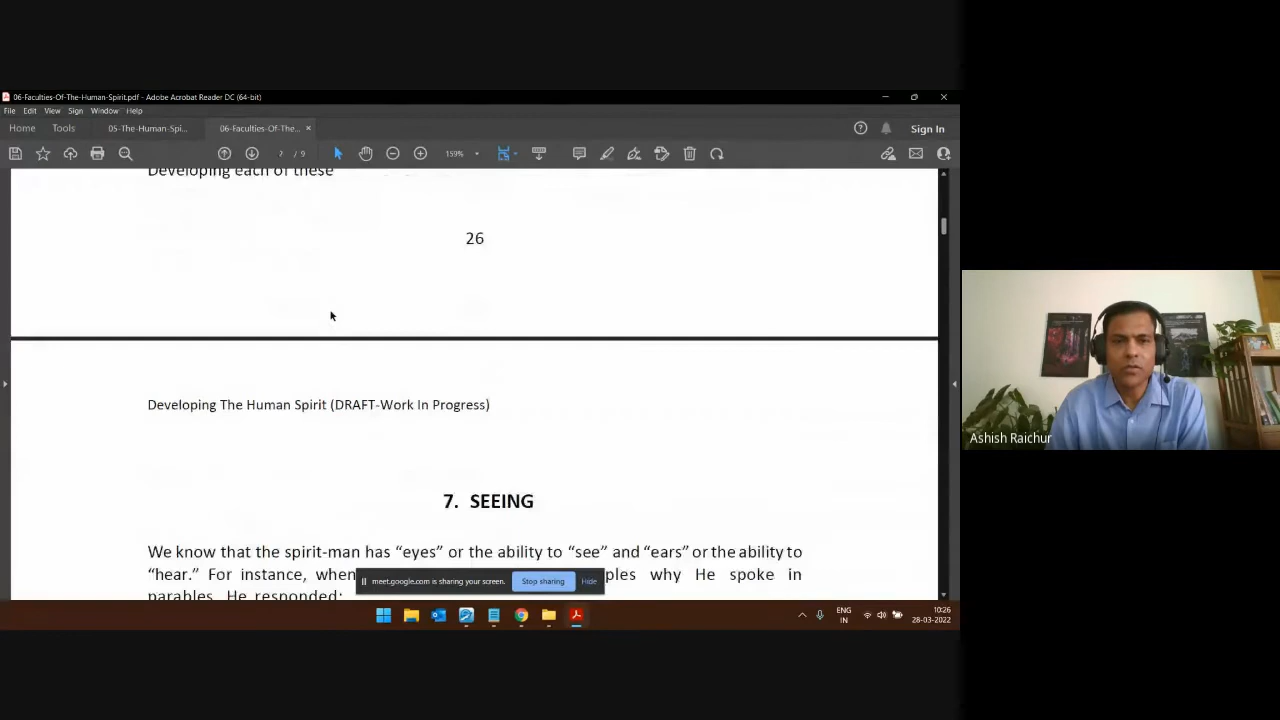 06-Faculties-Of-The-Human-Spirit.pdf - Adobe Acrobat Reader DC (64-bit)
File Edit View Sign Window Help
Home Tools 05-The-Human-Spi... 06-Faculties-Of-The... × Sign In
/ 9 159%
Developing each of these
26
Developing The Human Spirit (DRAFT-Work In Progress)
7. SEEING
We know that the spirit-man has “eyes” or the ability to “see” and “ears” or the ability to
“hear.” For instance, when ples why He spoke in
parables, He responded:
meet.google.com is sharing your screen. Stop sharing Hide
ENG
IN
10:26
28-03-2022
Ashish Raichur